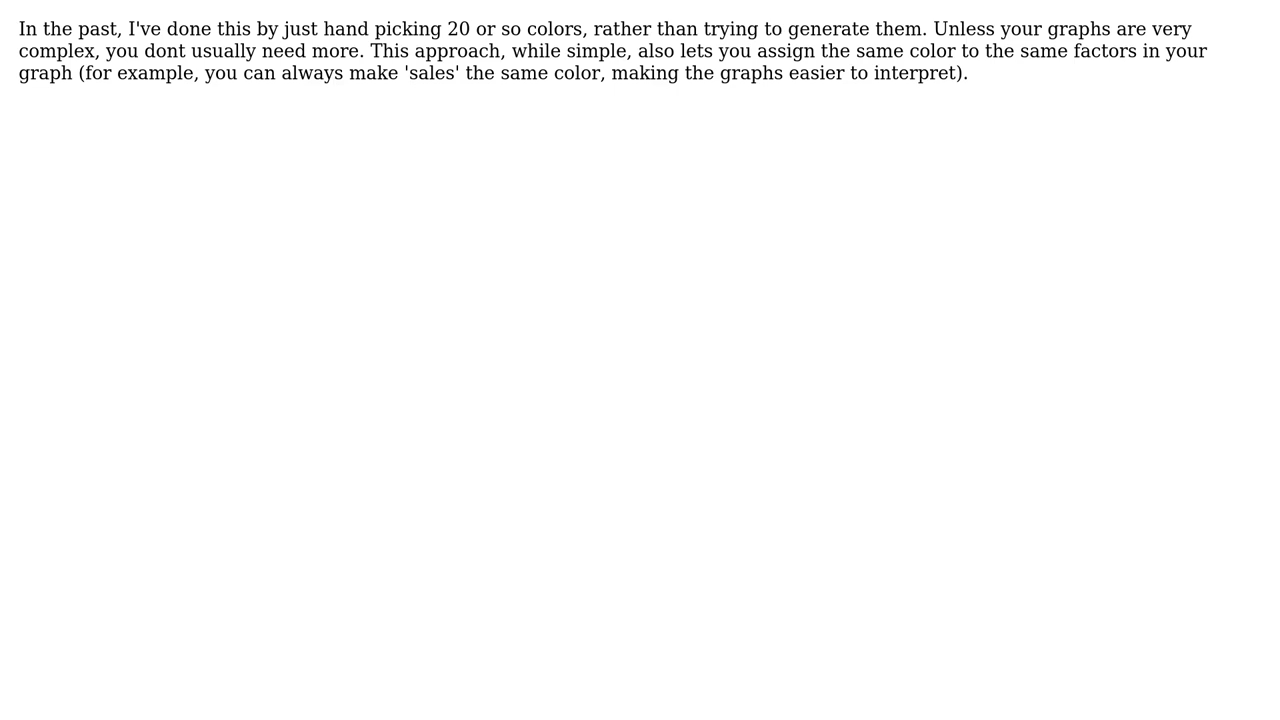 In the past, I've done this by just hand picking 20 or so colors, rather than trying to generate them. Unless your graphs are very
complex, you dont usually need more. This approach, while simple, also lets you assign the same color to the same factors in your
graph (for example, you can always make 'sales' the same color, making the graphs easier to interpret).